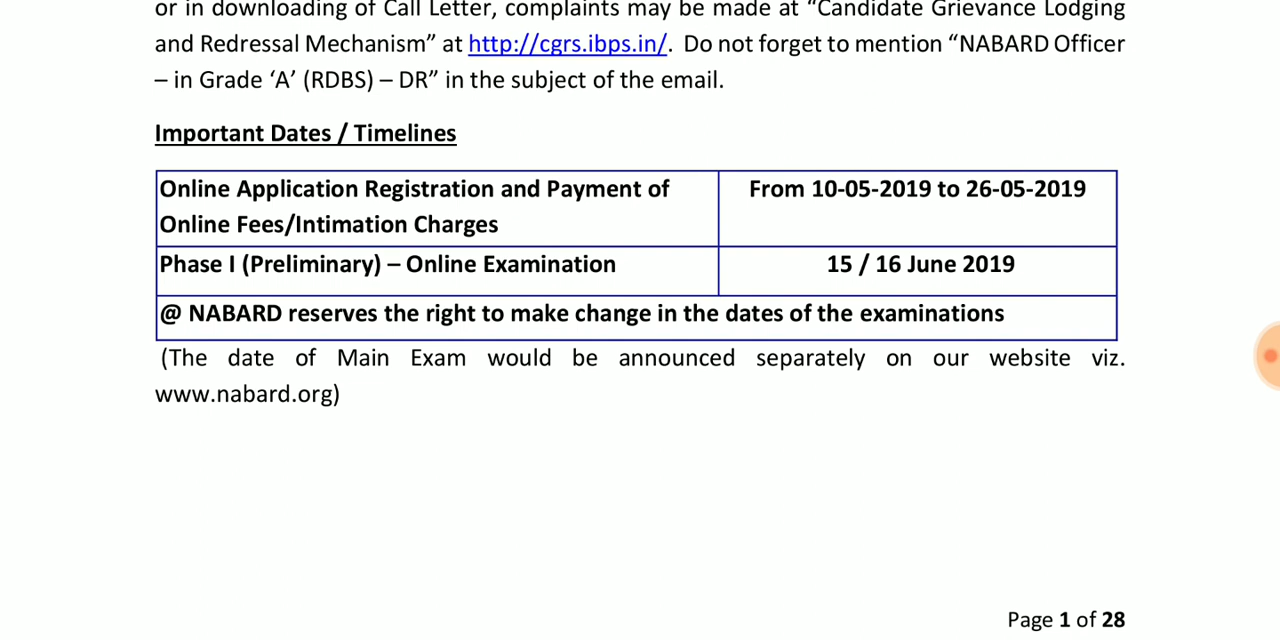 or in downloading of Call Letter, complaints may be made at “Candidate Grievance Lodging
and Redressal Mechanism” at http://cgrs.ibps.in/. Do not forget to mention “NABARD Officer
– in Grade ‘A’ (RDBS) – DR” in the subject of the email.
Important Dates / Timelines
Online Application Registration and Payment of From 10-05-2019 to 26-05-2019
Online Fees/Intimation Charges
Phase I (Preliminary) – Online Examination 15 / 16 June 2019
@ NABARD reserves the right to make change in the dates of the examinations
(The date of Main Exam would be announced separately on our website viz.
www.nabard.org)
Page 1 of 28